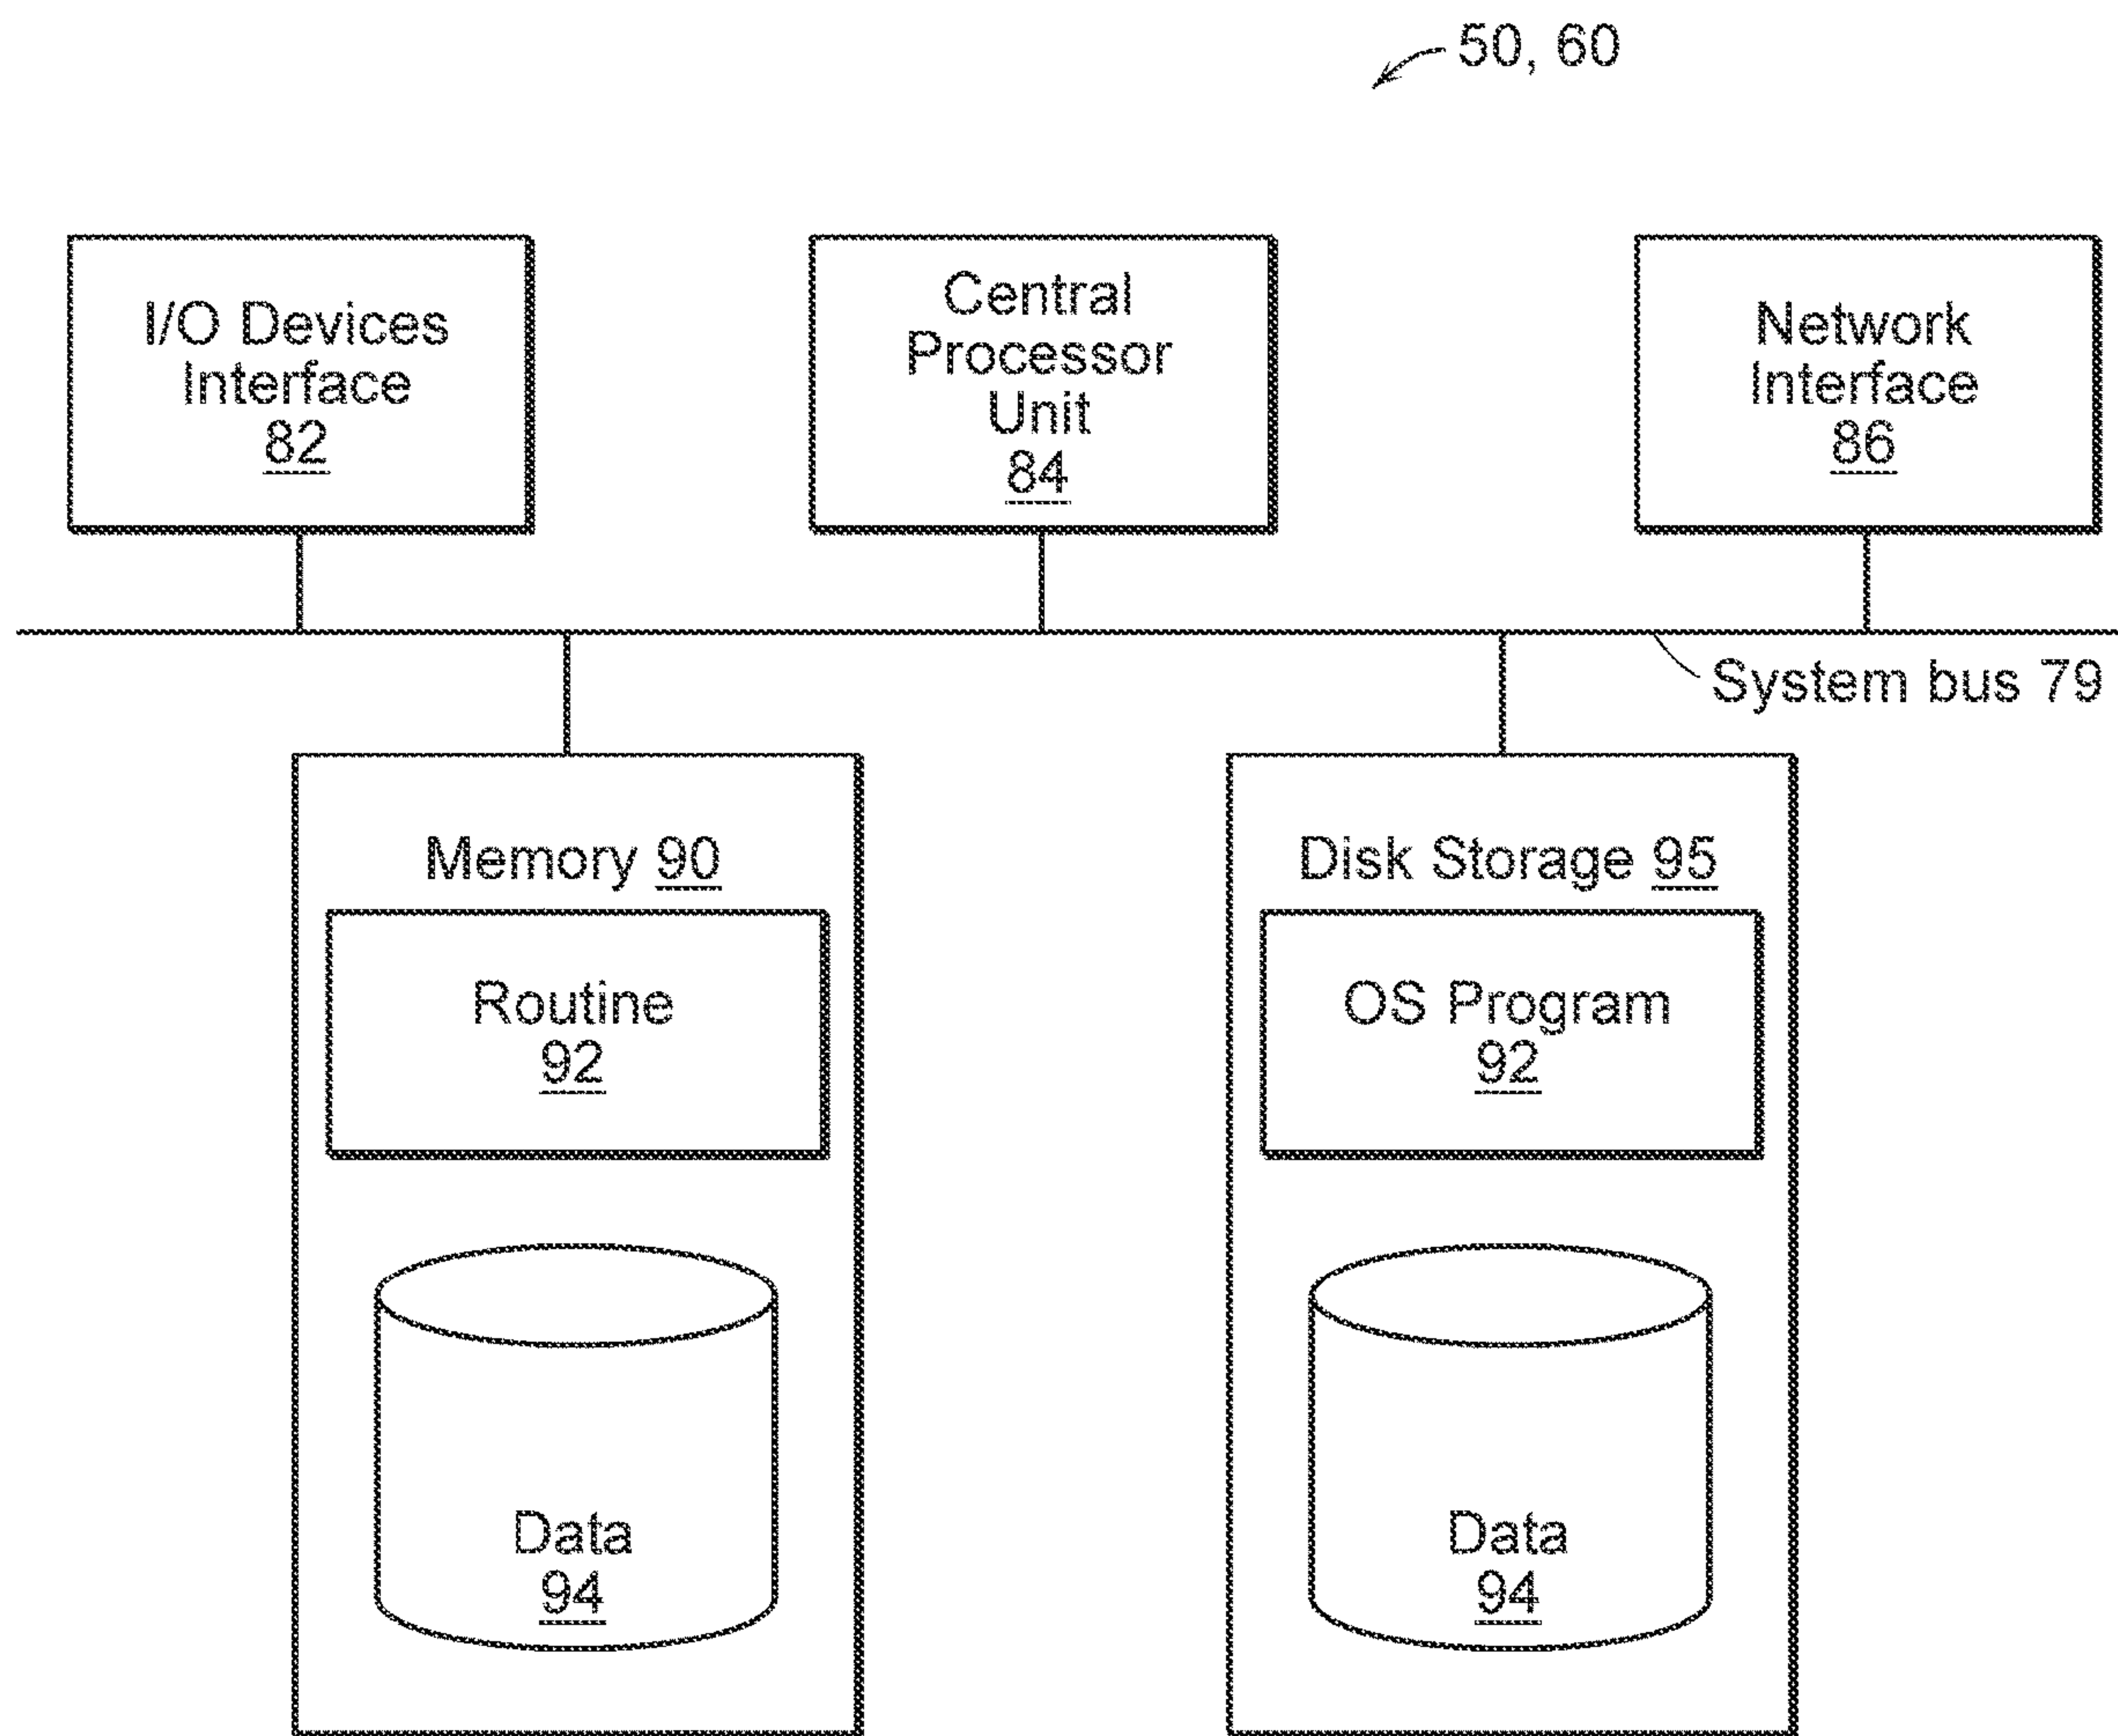 50, 60
I/O Devices
Interface
82
Central
Processor
Unit
84
Network
Interface
86
System bus 79
Memory 90
Routine
92
Data
94
Disk Storage 95
OS Program
92
Data
94